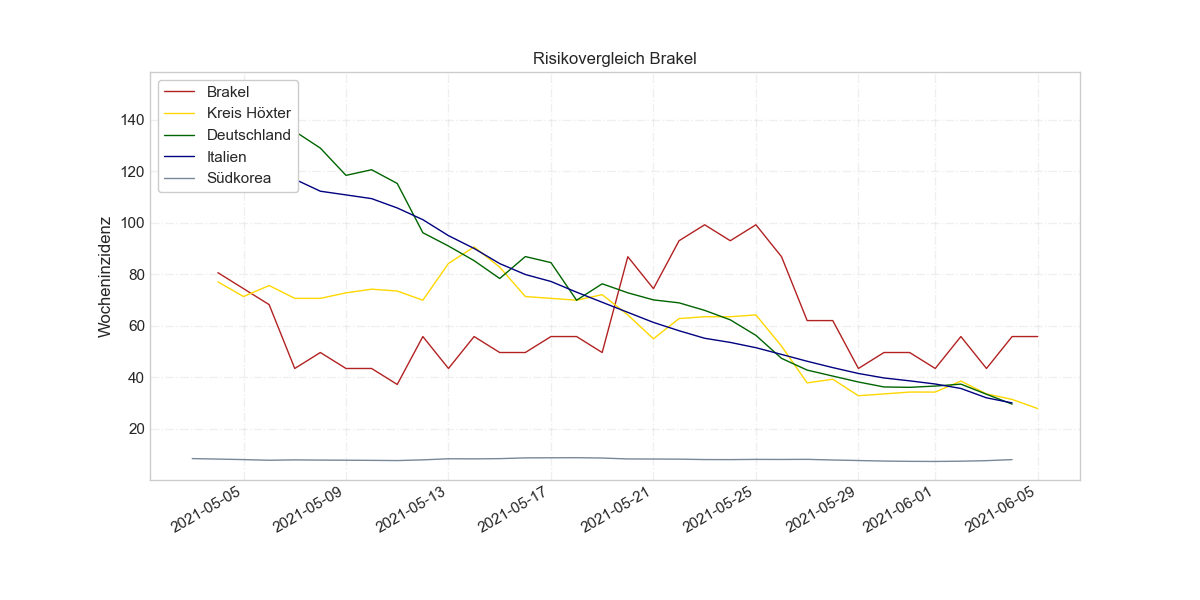 Risikovergleich Brakel
Brakel
Kreis Höxter
Deutschland
Italien
Südkorea
Wocheninzidenz
140
120
100
80
60
40
20
2021-05-05
2021-05-09
2021-05-13
2021-05-17
2021-05-21
2021-05-25
2021-05-29
2021-06-01
2021-06-05